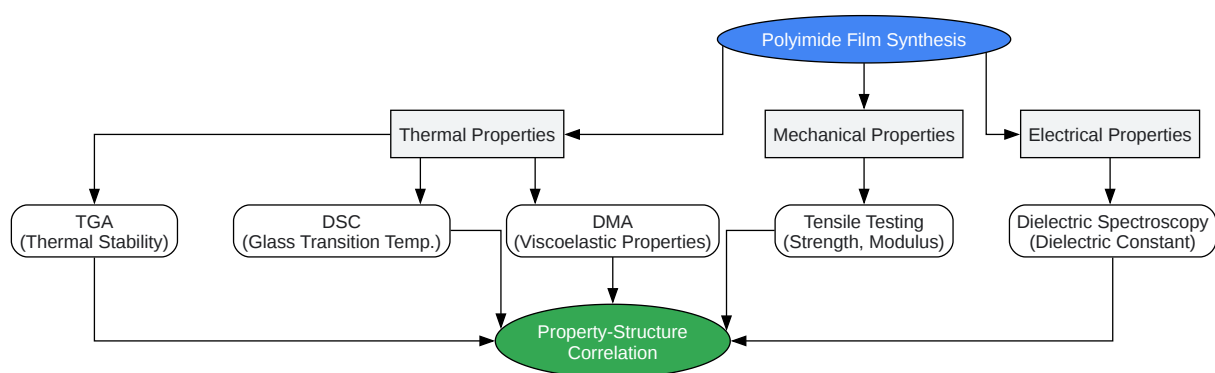 Polyimide Film Synthesis
Thermal Properties
Mechanical Properties
Electrical Properties
TGA
(Thermal Stability)
DSC
(Glass Transition Temp.)
DMA
(Viscoelastic Properties)
Tensile Testing
(Strength, Modulus)
Dielectric Spectroscopy
(Dielectric Constant)
Property-Structure
Correlation